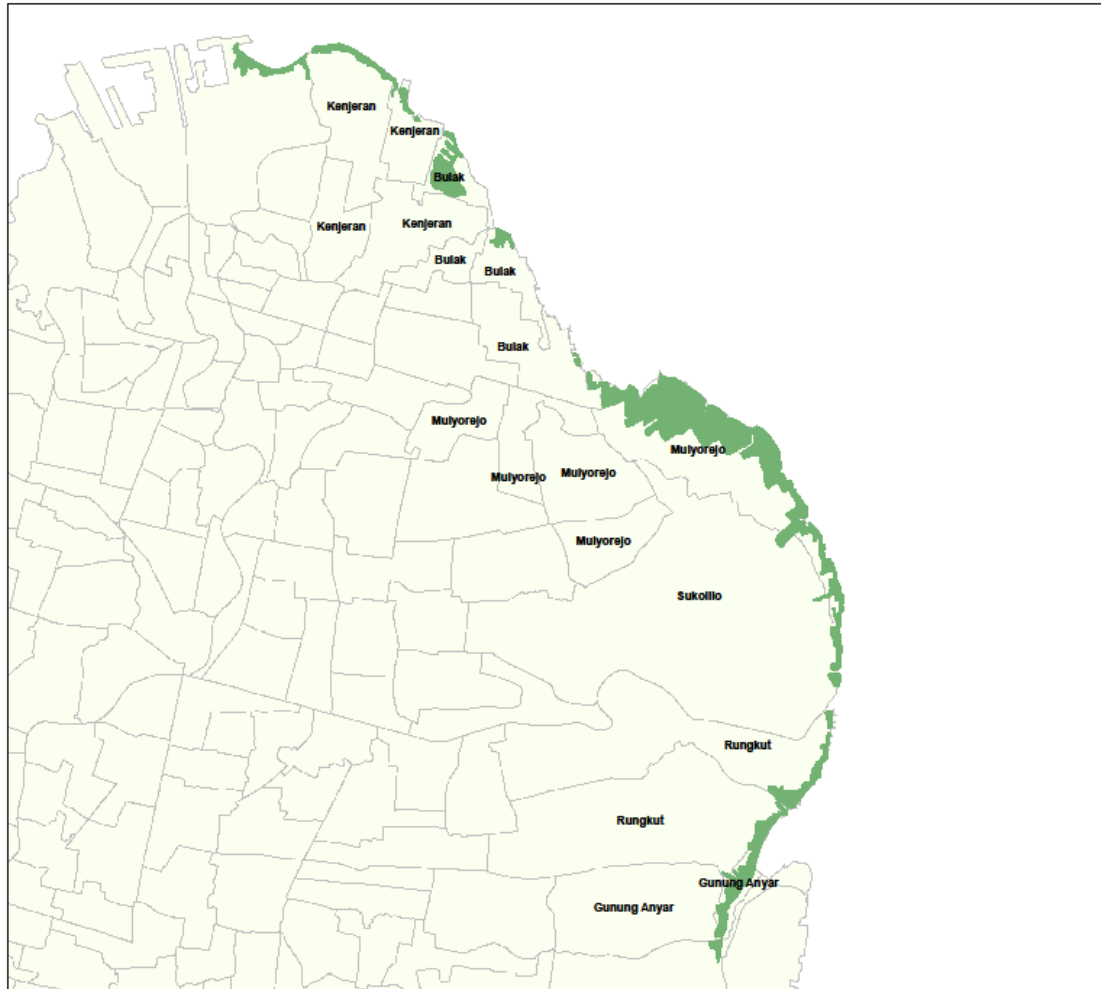 Kenjeran
Kenjeran
Bulak
Kenjeran
Kenjeran
Bulak
Bulak
Bulak
Mulyorejo
Mulyorejo
Mulyorejo
Mulyorejo
Mulyorejo
Sukolilo
Rungkut
Rungkut
Gunung Anyar
Gunung Anyar